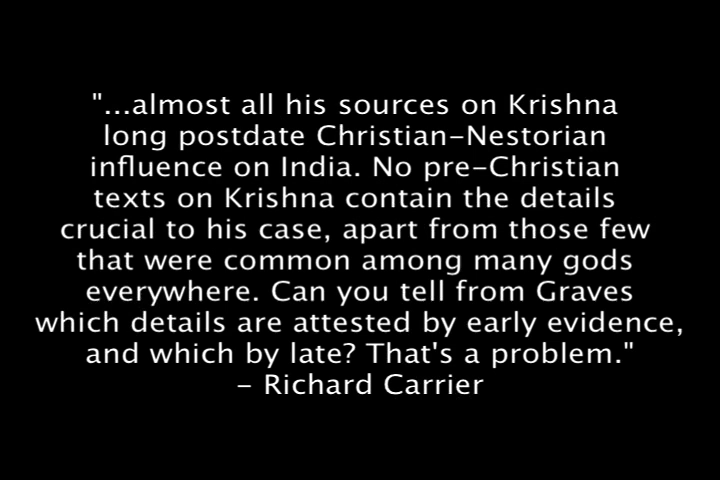 "...almost all his sources on Krishna
long postdate Christian-Nestorian
influence on India. No pre-Christian
texts on Krishna contain the details
crucial to his case, apart from those few
that were common among many gods
everywhere. Can you tell from Graves
which details are attested by early evidence,
and which by late? That's a problem."
- Richard Carrier